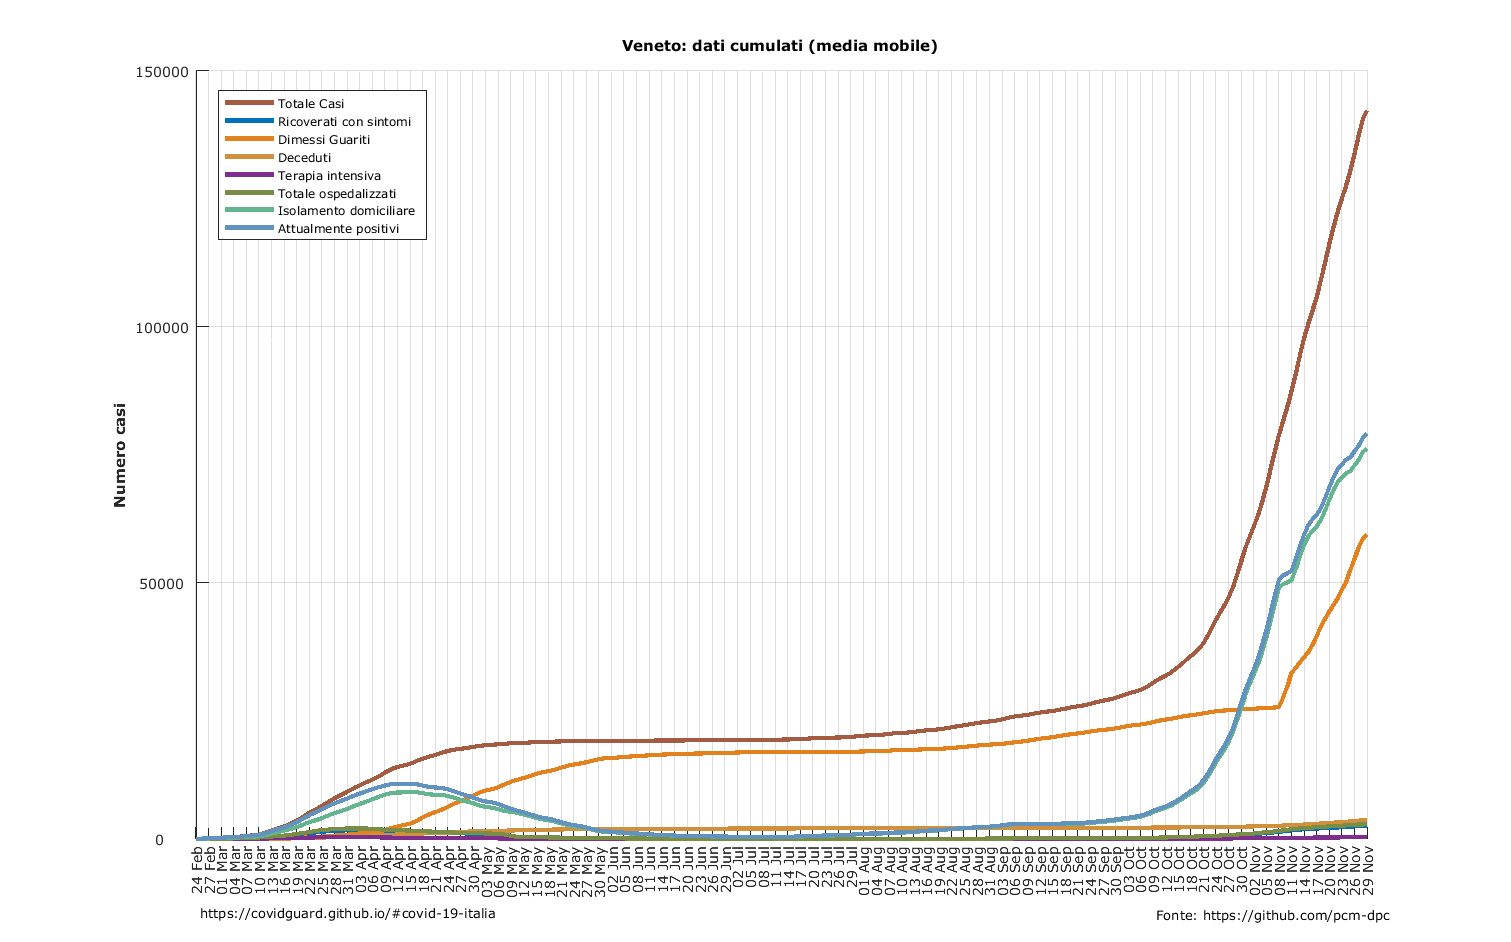 Veneto: dati cumulati (media mobile)
150000
100000
50000
0
Numero casi
Totale Casi
Ricoverati con sintomi
Dimessi Guariti
Deceduti
Terapia intensiva
Totale ospedalizzati
Isolamento domiciliare
Attualmente positivi
24 Feb
27 Feb
01 Mar
04 Mar
07 Mar
10 Mar
13 Mar
16 Mar
19 Mar
22 Mar
25 Mar
28 Mar
31 Mar
03 Apr
06 Apr
09 Apr
12 Apr
15 Apr
18 Apr
21 Apr
24 Apr
27 Apr
30 Apr
03 May
06 May
09 May
12 May
15 May
18 May
21 May
24 May
27 May
30 May
02 Jun
05 Jun
08 Jun
11 Jun
14 Jun
17 Jun
20 Jun
23 Jun
26 Jun
29 Jun
02 Jul
05 Jul
08 Jul
11 Jul
14 Jul
17 Jul
20 Jul
23 Jul
26 Jul
29 Jul
01 Aug
04 Aug
07 Aug
10 Aug
13 Aug
16 Aug
19 Aug
22 Aug
25 Aug
28 Aug
31 Aug
03 Sep
06 Sep
09 Sep
12 Sep
15 Sep
18 Sep
21 Sep
24 Sep
27 Sep
30 Sep
03 Oct
06 Oct
09 Oct
12 Oct
15 Oct
18 Oct
21 Oct
24 Oct
27 Oct
30 Oct
02 Nov
05 Nov
08 Nov
11 Nov
14 Nov
17 Nov
20 Nov
23 Nov
26 Nov
29 Nov
https://covidguard.github.io/#covid-19-italia
Fonte: https://github.com/pcm-dpc